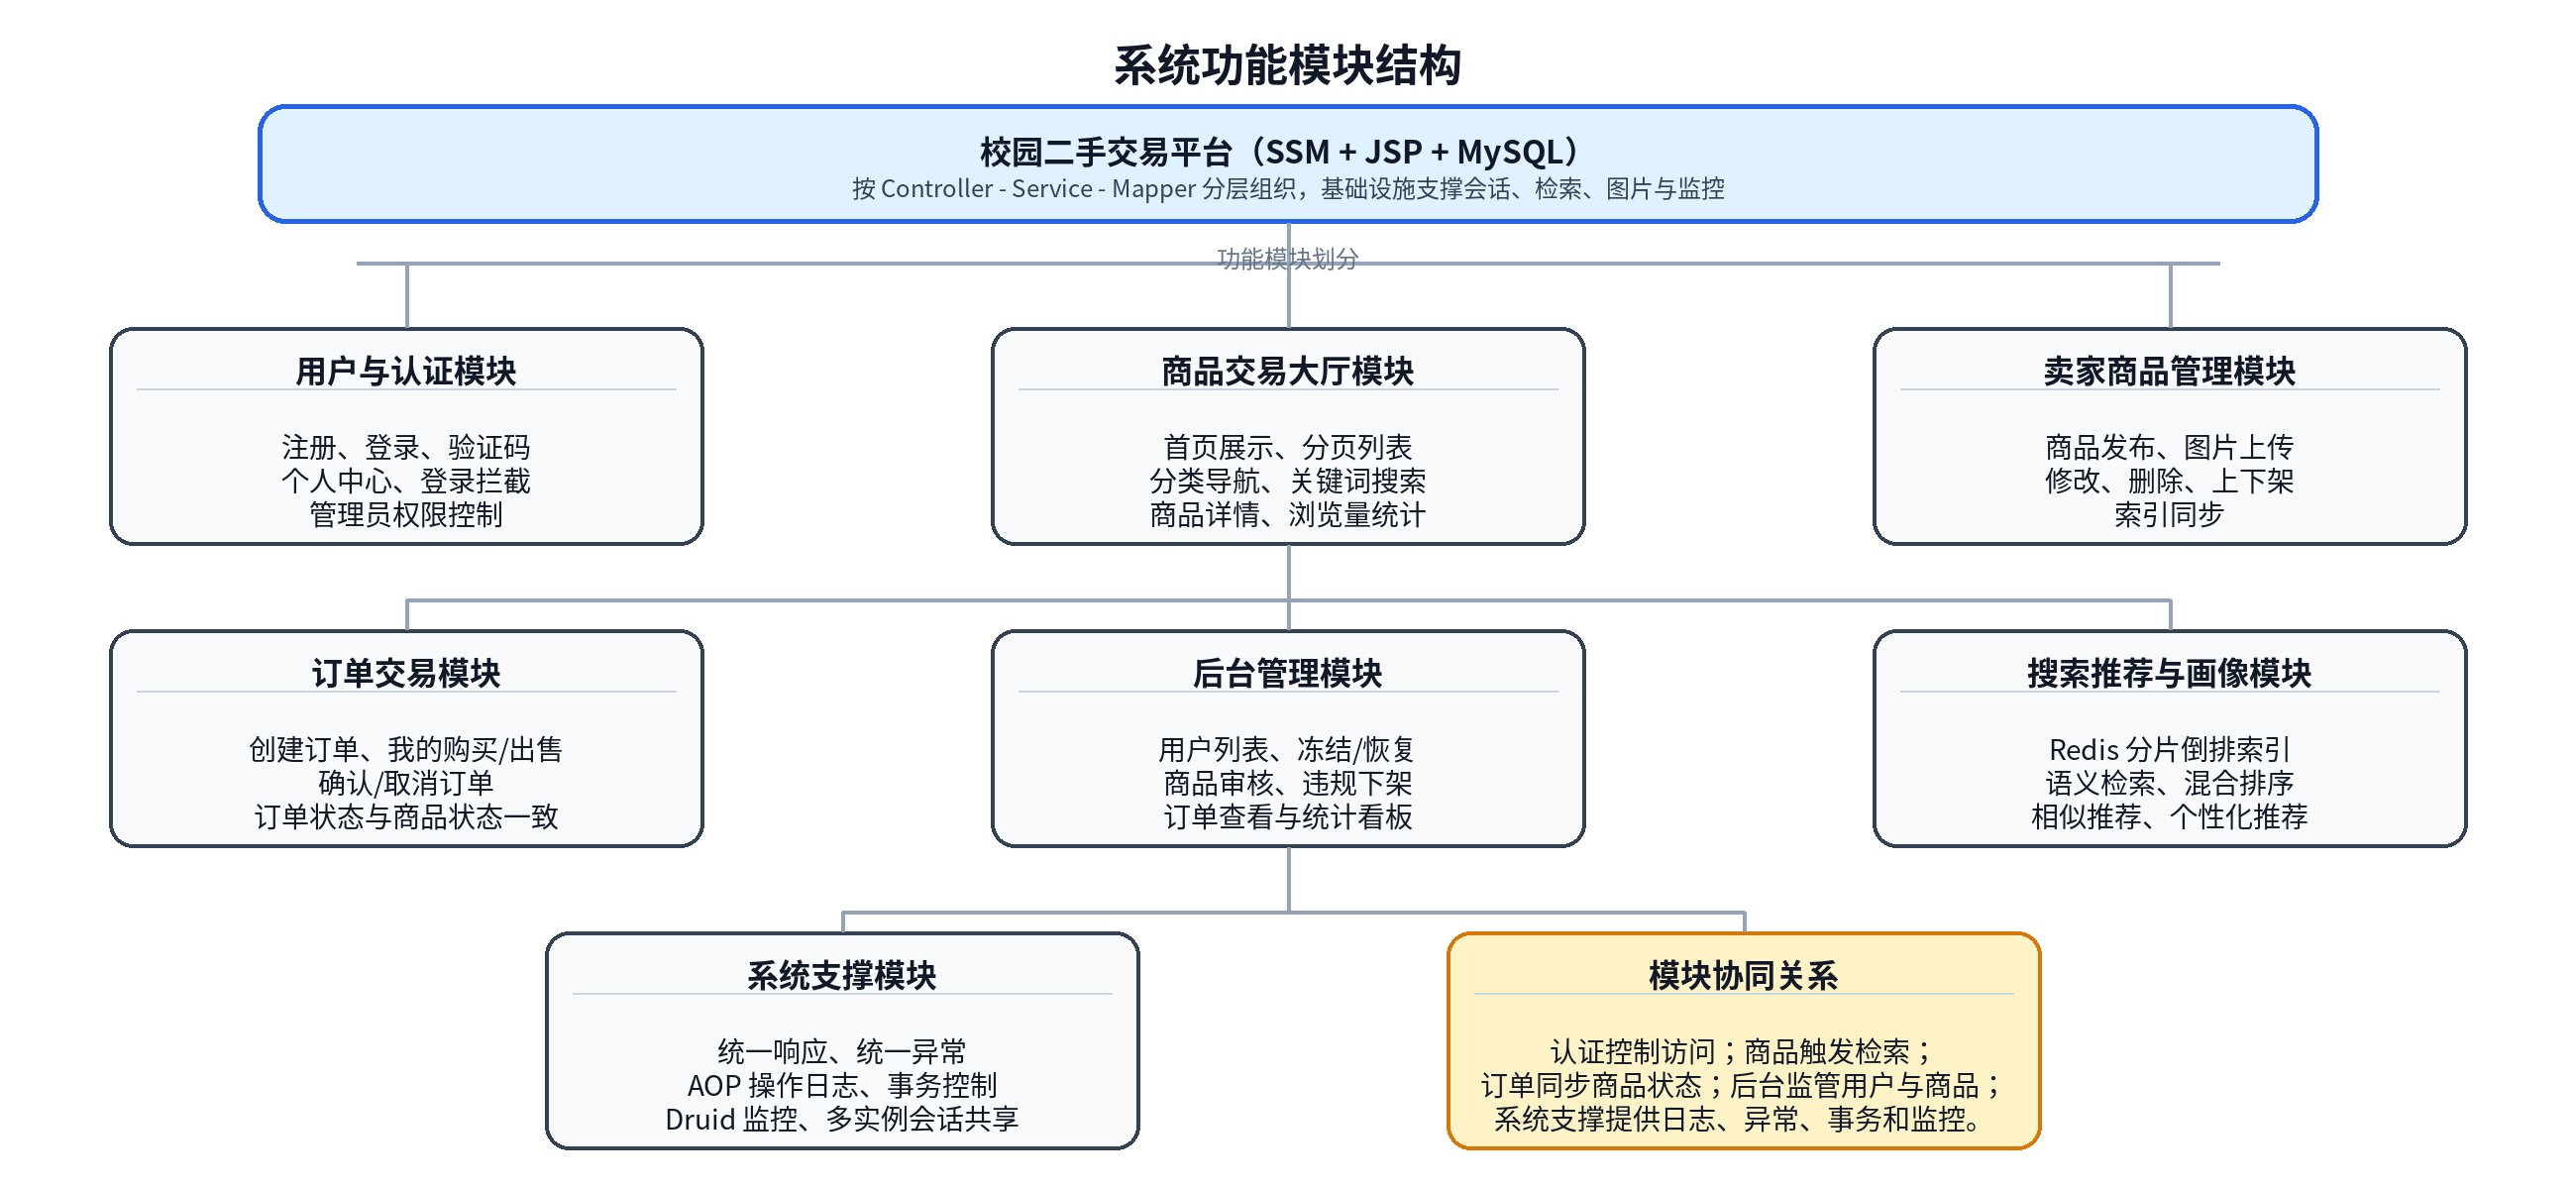 系统功能模块结构
校园二手交易平台（SSM + JSP + MySQL）
按 Controller - Service - Mapper 分层组织，基础设施支撑会话、检索、图片与监控
功能模块划分
用户与认证模块
注册、登录、验证码
个人中心、登录拦截
管理员权限控制
商品交易大厅模块
首页展示、分页列表
分类导航、关键词搜索
商品详情、浏览量统计
卖家商品管理模块
商品发布、图片上传
修改、删除、上下架
索引同步
订单交易模块
创建订单、我的购买/出售
确认/取消订单
订单状态与商品状态一致
后台管理模块
用户列表、冻结/恢复
商品审核、违规下架
订单查看与统计看板
搜索推荐与画像模块
Redis 分片倒排索引
语义检索、混合排序
相似推荐、个性化推荐
系统支撑模块
统一响应、统一异常
AOP 操作日志、事务控制
Druid 监控、多实例会话共享
模块协同关系
认证控制访问；商品触发检索；
订单同步商品状态；后台监管用户与商品；
系统支撑提供日志、异常、事务和监控。